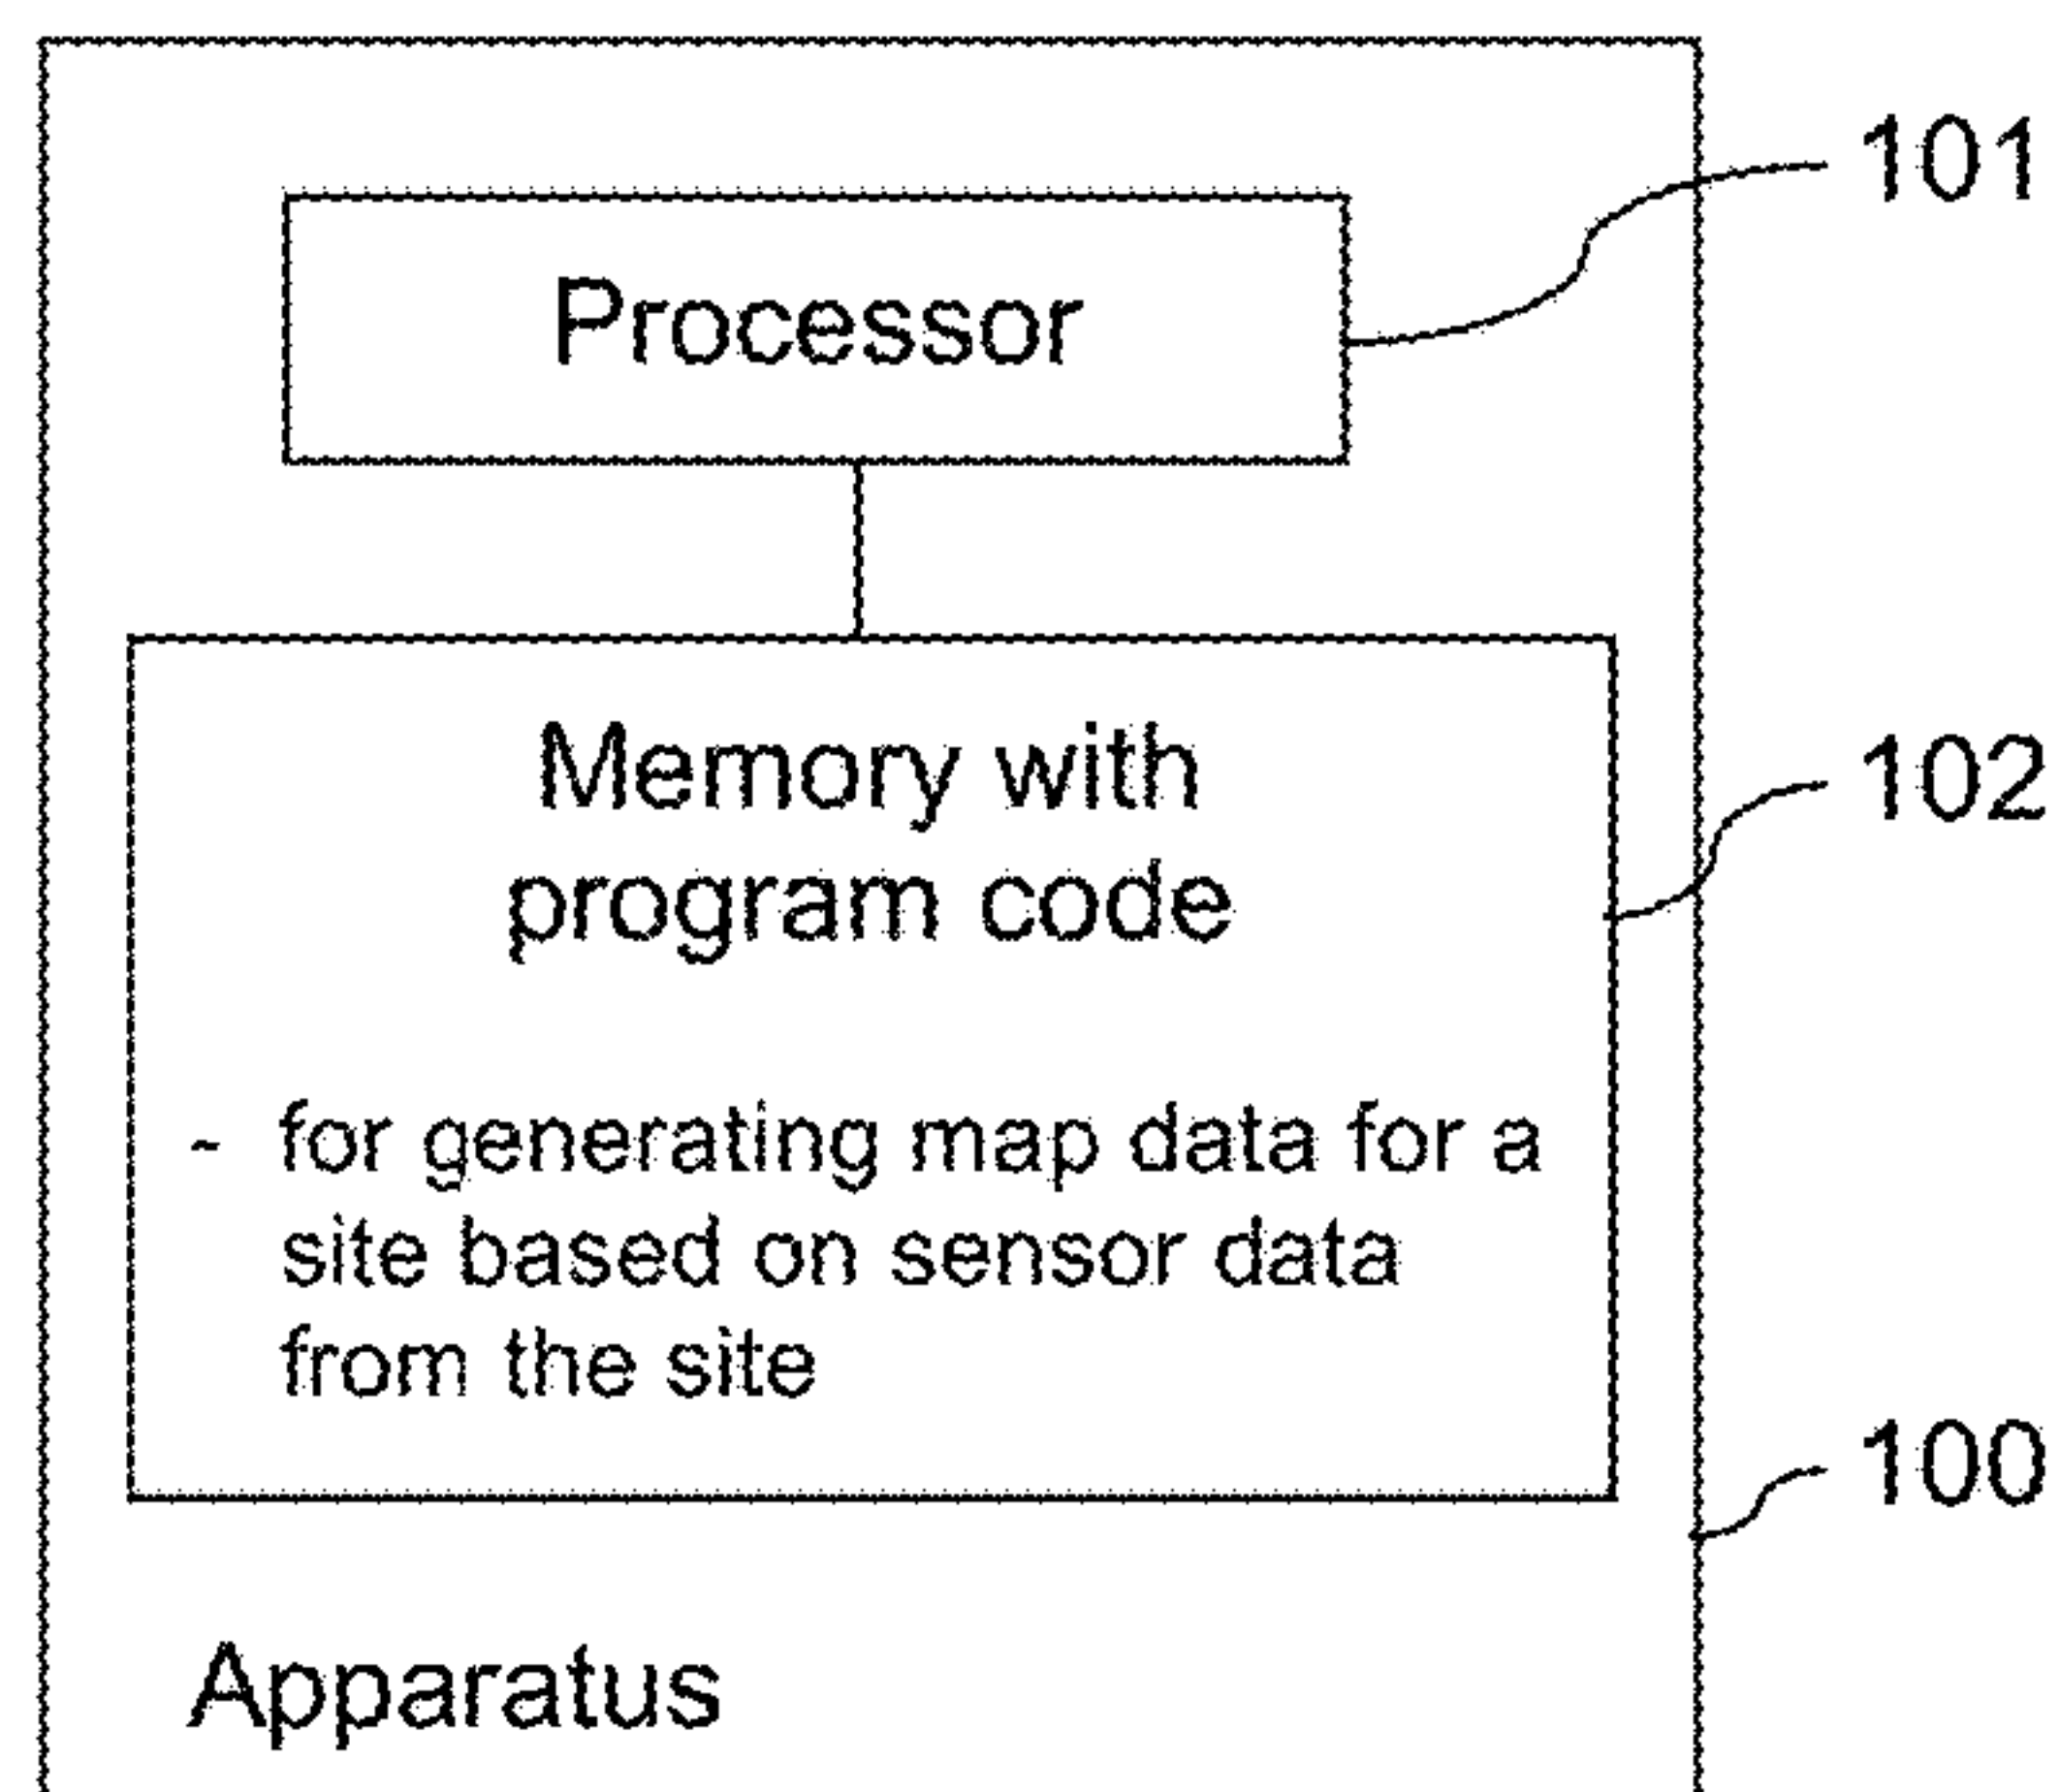 101
Processor
Memory with
102
program code
- for generating map data for a
site based on sensor data
from the site
100
Apparatus